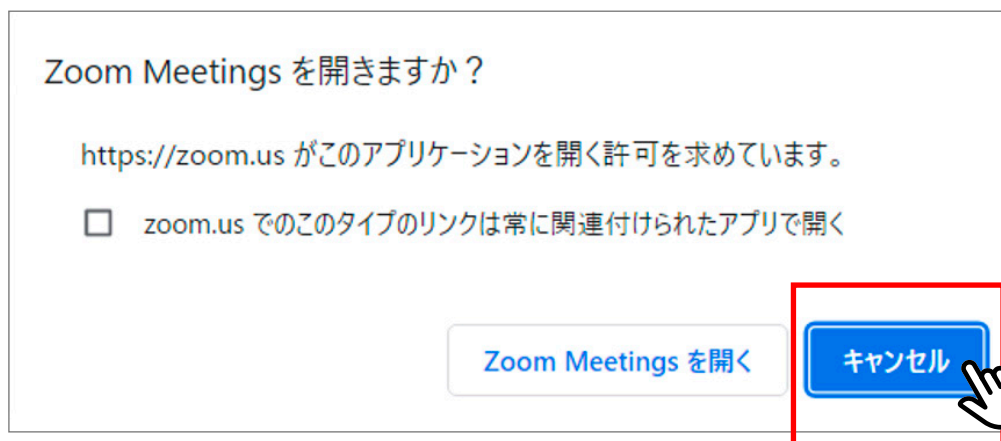 Zoom Meetings を開きますか？
https://zoom.us がこのアプリケーションを開く許可を求めています。
zoom.us でのこのタイプのリンクは常に関連付けられたアプリで開く
Zoom Meetings を開く
キャンセル